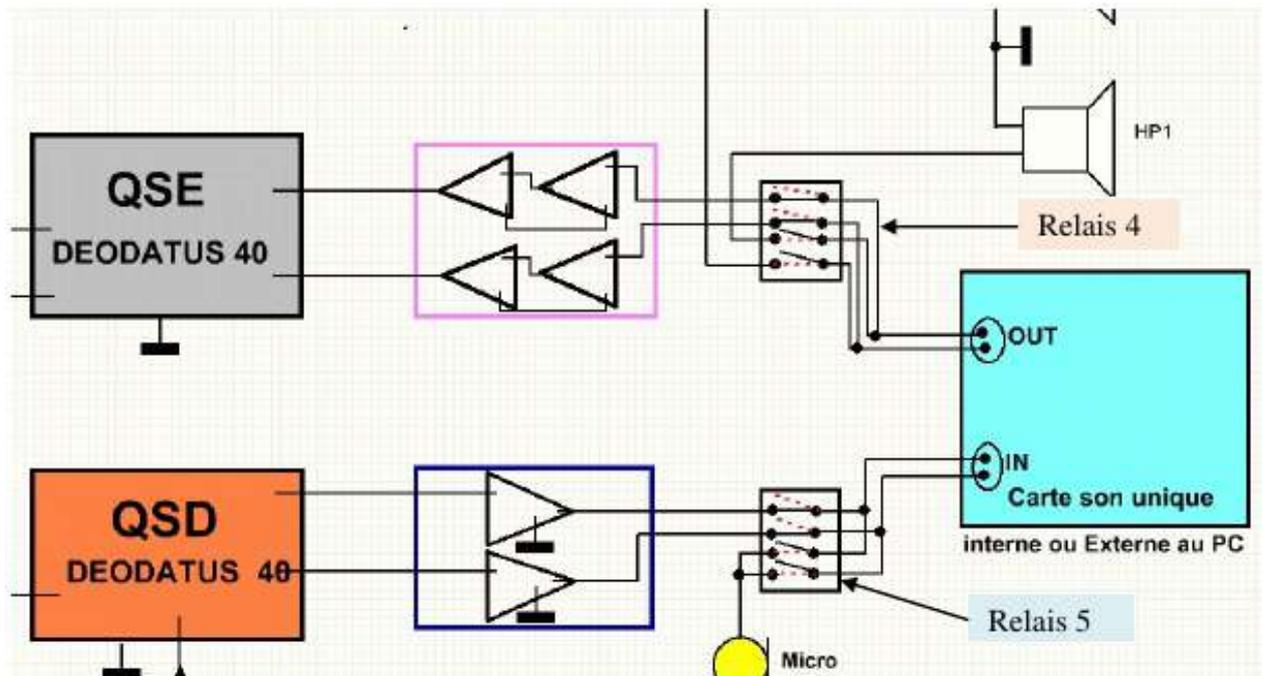 HP1
QSE
DEODATUS 40
Relais 4
OUT
IN
Carte son unique
interne ou Externe au PC
QSD
DEODATUS 40
Relais 5
Micro